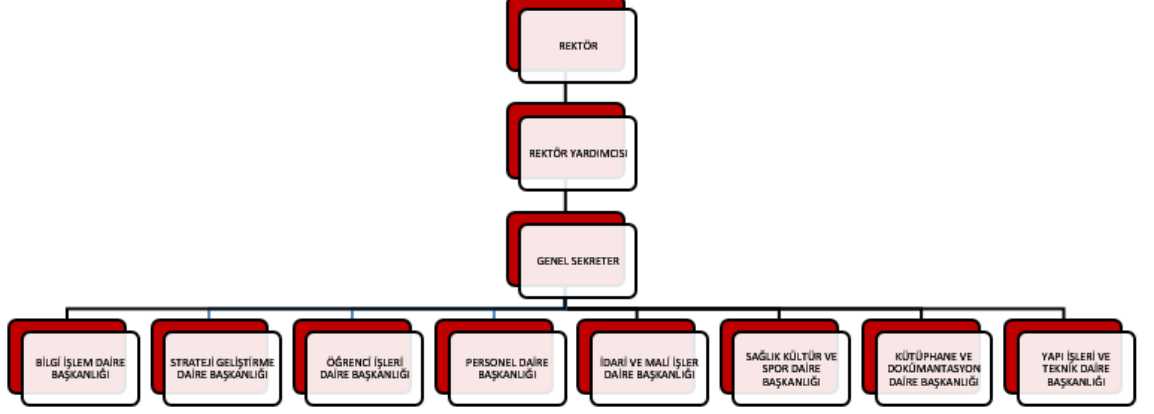 REKTÖR
REKTÖR YARDIMCISI
GENEL SEKRETER
BİLGİ İŞLEM DAİRE
BAŞKANLIĞI
STRATEJİ GELİŞTİRME
DAİRE BAŞKANLIĞI
ÖĞRENCİ İŞLERİ
DAİRE BAŞKANLIĞI
PERSONEL DAİRE
BAŞKANLIĞI
İDARİ VE MALİ İŞLER
DAİRE BAŞKANLIĞI
SAĞLIK KÜLTÜR VE
SPOR DAİRE
BAŞKANLIĞI
KÜTÜPHANE VE
DOKÜMANTASYON
DAİRE BAŞKANLIĞI
YAPI İŞLERİ VE
TEKNİK DAİRE
BAŞKANLIĞI